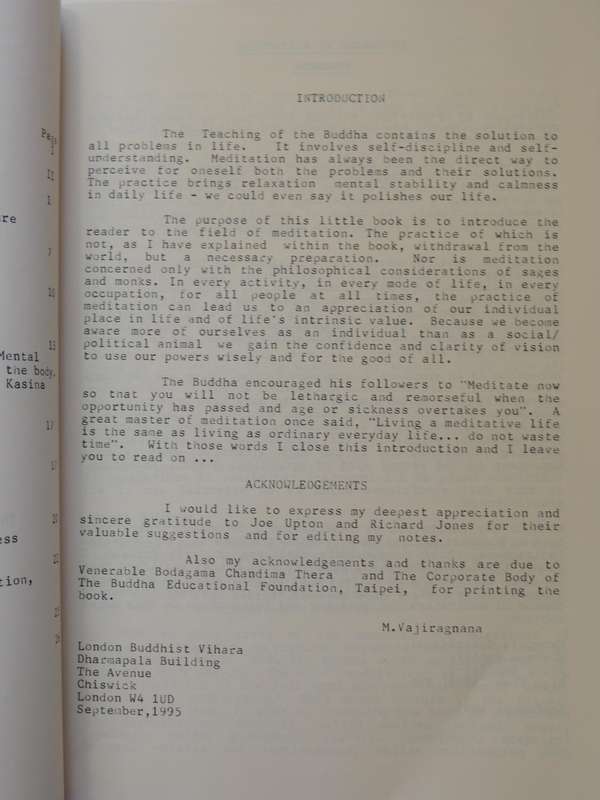 INTRODUCTION
The Teaching of the Buddha contains the solution to
all problems in life. It involves self-discipline and self-
understanding. Meditation has always been the direct way to
perceive for oneself both the problems and their solutions.
The practice brings relaxation mental stability and calmness
in daily life - we could even say it polishes our life.
The purpose of this little book is to introduce the
reader to the field of meditation. The practice of which is
not, as I have explained within the book, withdrawal from the
world, but a necessary preparation. Nor is meditation
concerned only with the philosophical considerations of sages
and monks. In every activity, in every mode of life, in every
occupation, for all people at all times, the practice of
meditation can lead us to an appreciation of our individual
place in life and of life's intrinsic value. Because we become
aware more of ourselves as an individual than as a social/
political animal we gain the confidence and clarity of vision
to use our powers wisely and for the good of all.
The Buddha encouraged his followers to "Meditate now
so that you will not be lethargic and remorseful when the
opportunity has passed and age or sickness overtakes you". A
great master of meditation once said, "Living a meditative life
is the same as living as ordinary everyday life... do not waste
time". With those words I close this introduction and I leave
you to read on ...
ACKNOWLEDGEMENTS
I would like to express my deepest appreciation and
sincere gratitude to Joe Upton and Richard Jones for their
valuable suggestions and for editing my notes.
Also my acknowledgements and thanks are due to
Venerable Bodagama Chandima Thera and The Corporate Body of
The Buddha Educational Foundation, Taipei, for printing the
book.
M.Vajiragnana
London Buddhist Vihara
Dharmapala Building
The Avenue
Chiswick
London W4 1UD
September,1995
Page
I
II
1
7
Mental
the body.
Kasina